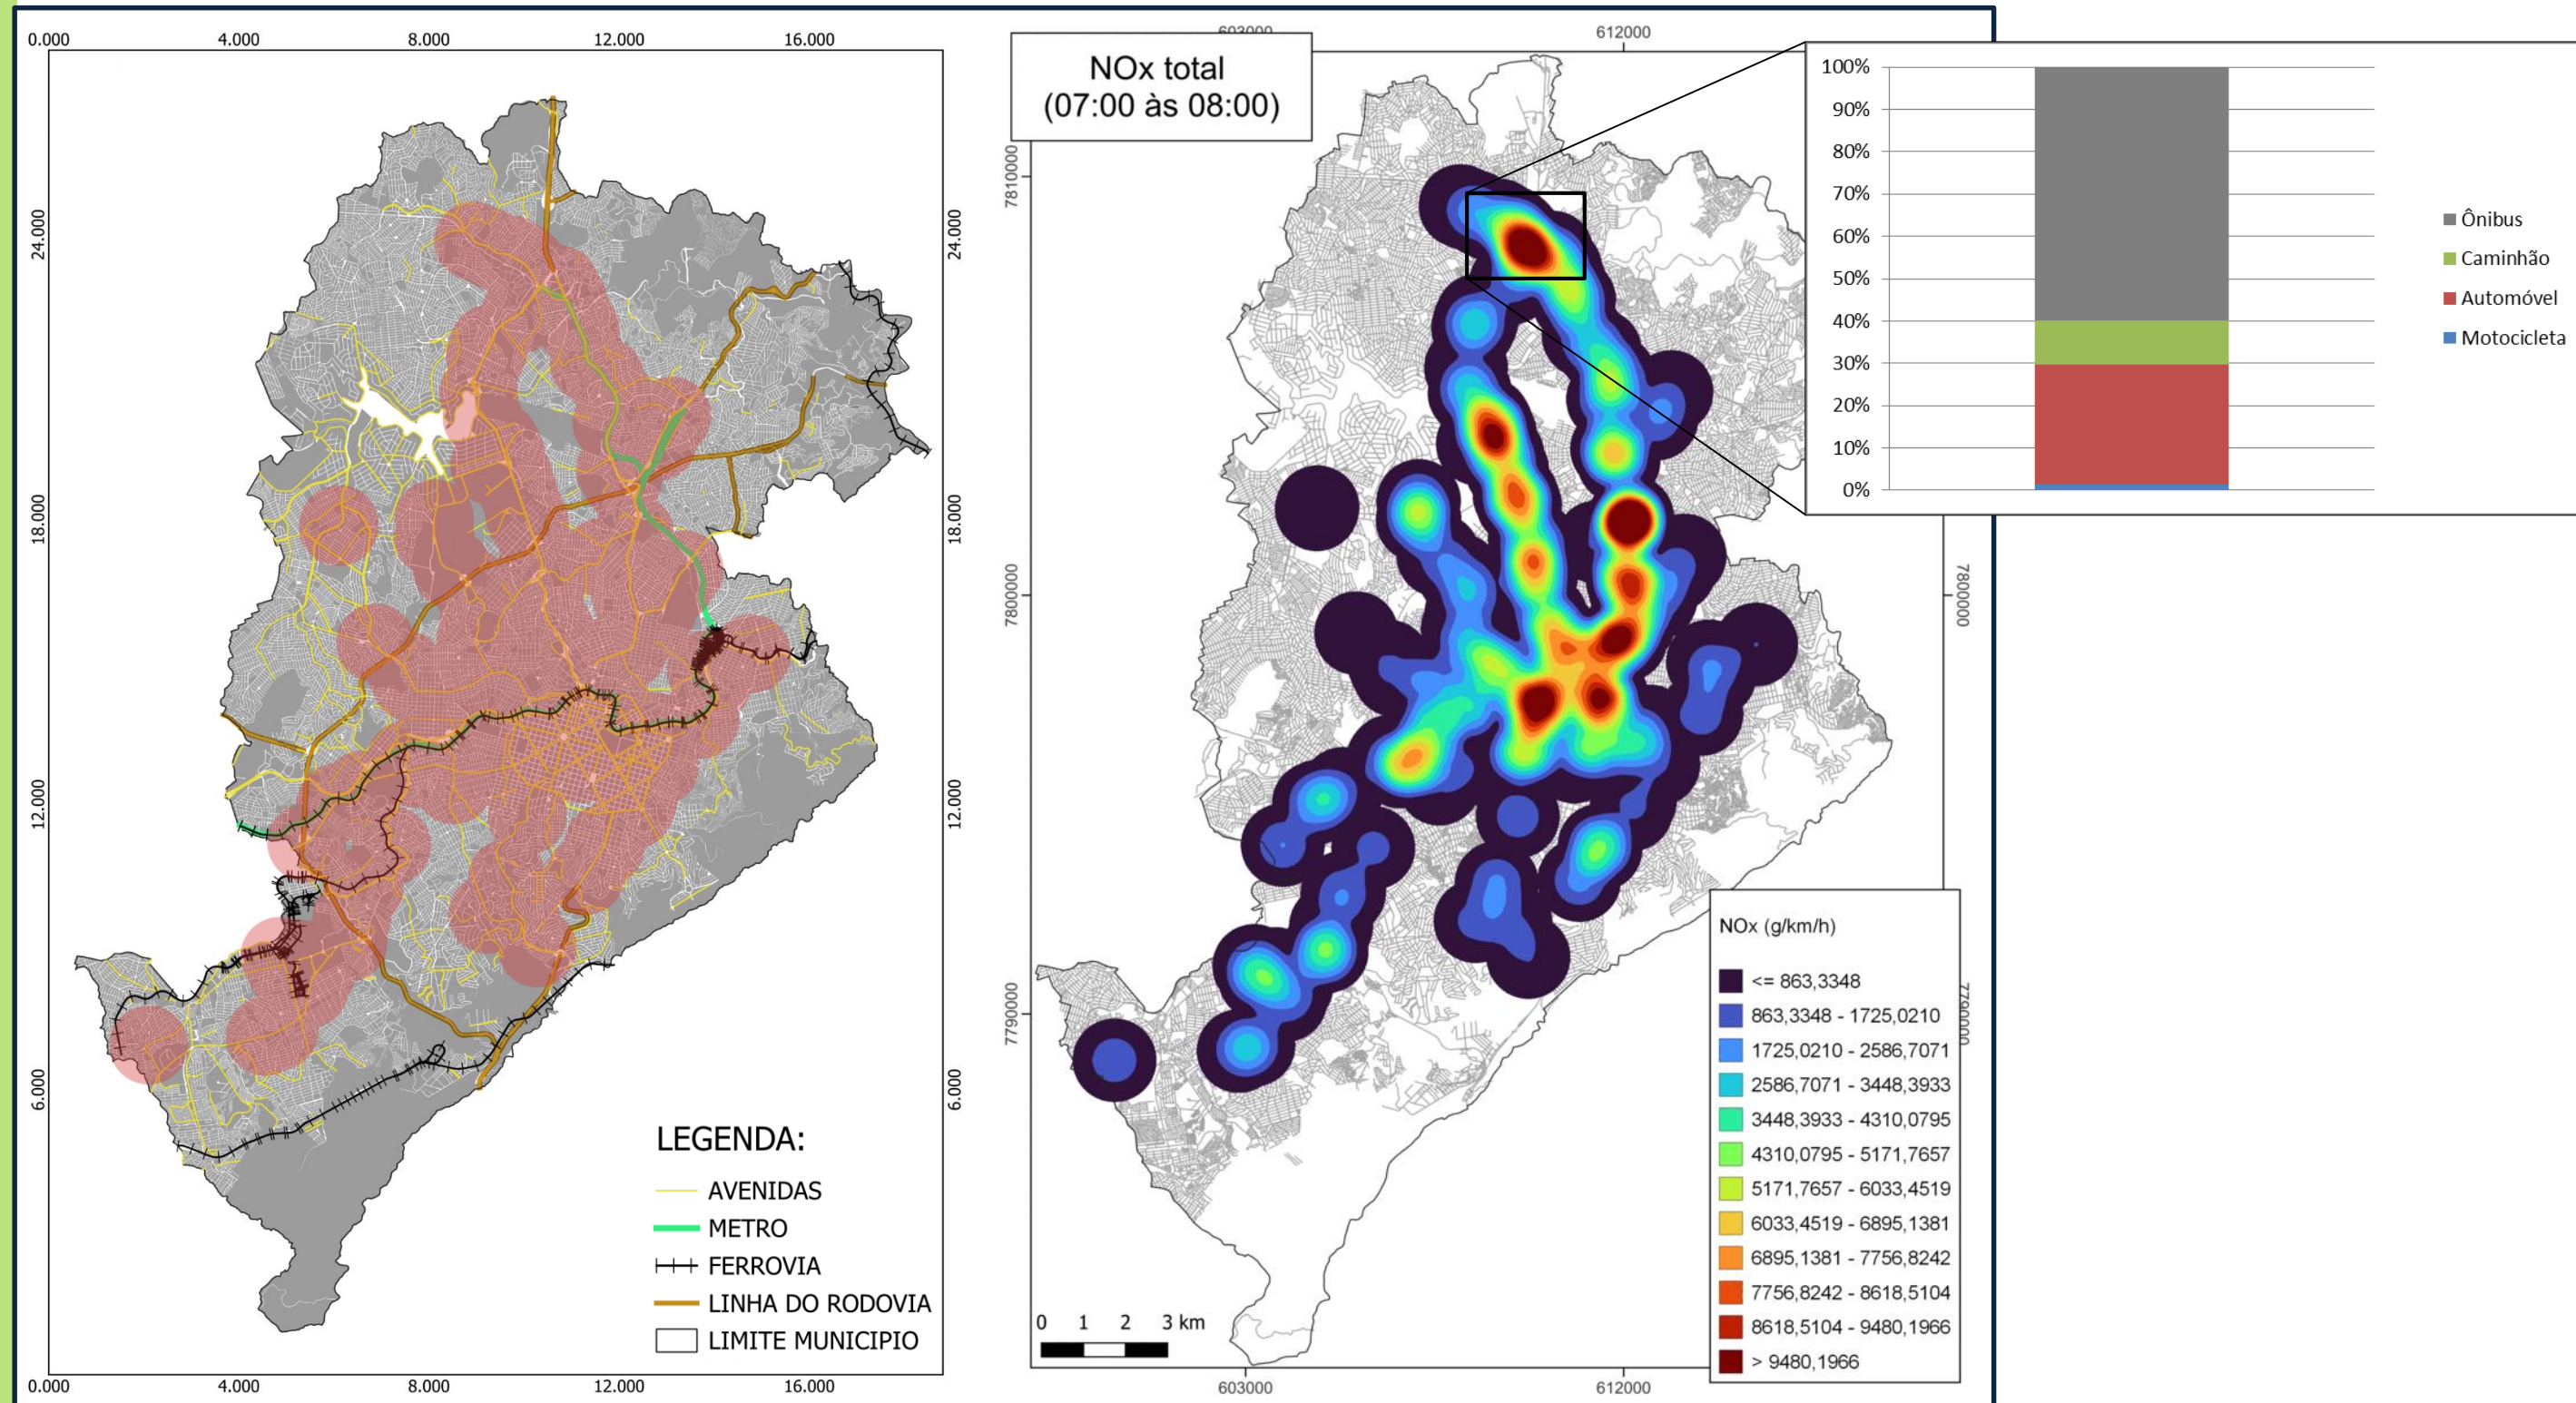 0.000
4.000
8.000
12.000
16.000
24.000
18.000
12.000
6.000
24.000
18.000
12.000
6.000
LEGENDA:
AVENIDAS
METRO
FERROVIA
LINHA DO RODOVIA
LIMITE MUNICIPIO
0.000
4.000
8.000
12.000
16.000
603000
612000
NOx total
(07:00 às 08:00)
7810000
7800000
7790000
7800000
7790000
NOx (g/km/h)
<= 863,3348
863,3348 - 1725,0210
1725,0210 - 2586,7071
2586,7071 - 3448,3933
3448,3933 - 4310,0795
4310,0795 - 5171,7657
5171,7657 - 6033,4519
6033,4519 - 6895,1381
6895,1381 - 7756,8242
7756,8242 - 8618,5104
8618,5104 - 9480,1966
> 9480,1966
0 1 2 3 km
603000
612000
100%
90%
80%
70%
60%
50%
40%
30%
20%
10%
0%
Ônibus
Caminhão
Automóvel
Motocicleta